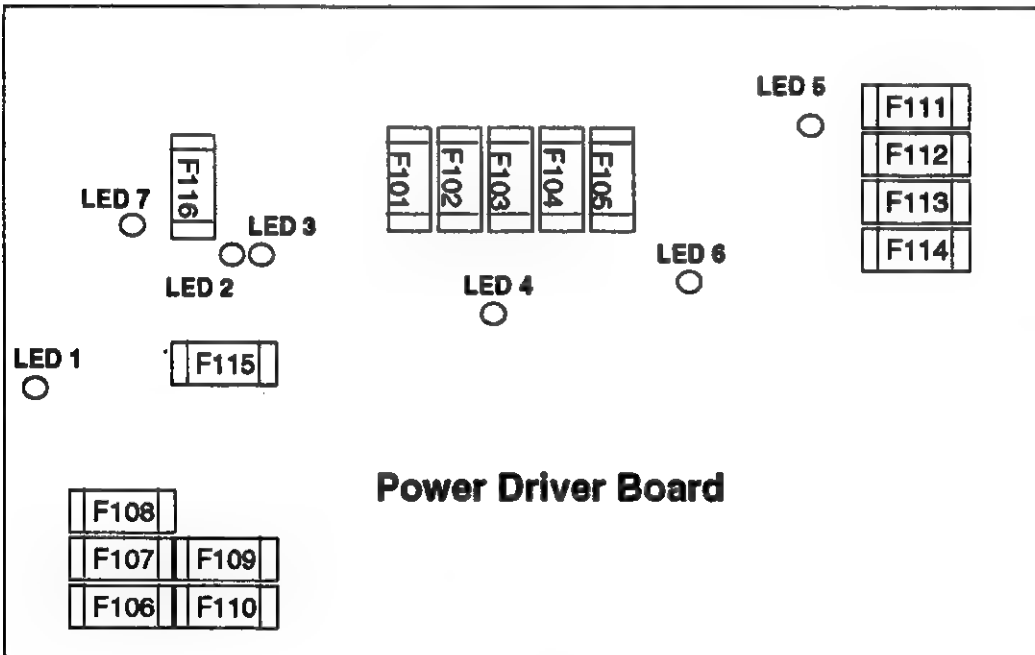 LED 5
F111
F112
F113
F114
F116
F101
F102
F103
F104
F105
LED 7
LED 3
LED 2
LED 6
LED 4
LED 1
F115
Power Driver Board
F108
F107
F109
F106
F110